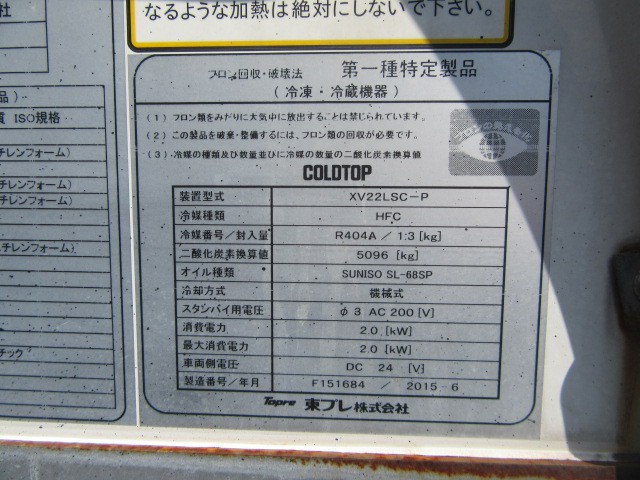 なるような加熱は絶対にしないで下さい。
社
品）
質 ISO規格
チレンフォーム）
チレンフォーム）
チレンフォーム）
チレンフォーム）
チック
フロン回収・破壊法 第一種特定製品
（ 冷凍・冷蔵機器 ）
（１）フロン類をみだりに大気中に放出することは禁じられています。
（２）この製品を廃棄・整備するには、フロン類の回収が必要です。
（３）冷媒の種類及び数量並びに冷媒の数量の二酸化炭素換算値
COLDTOP
装置型式 XV22LSC-P
冷媒種類 HFC
冷媒番号／封入量 R404A / 1.3 [kg]
二酸化炭素換算値 5096 [kg]
オイル種類 SUNISO SL-68SP
冷却方式 機械式
スタンバイ用電圧 φ 3 AC 200 [V]
消費電力 2.0 [kW]
最大消費電力 2.0 [kW]
車両側電圧 DC 24 [V]
製造番号／年月 F151684 / 2015 6
Topre 東プレ株式会社